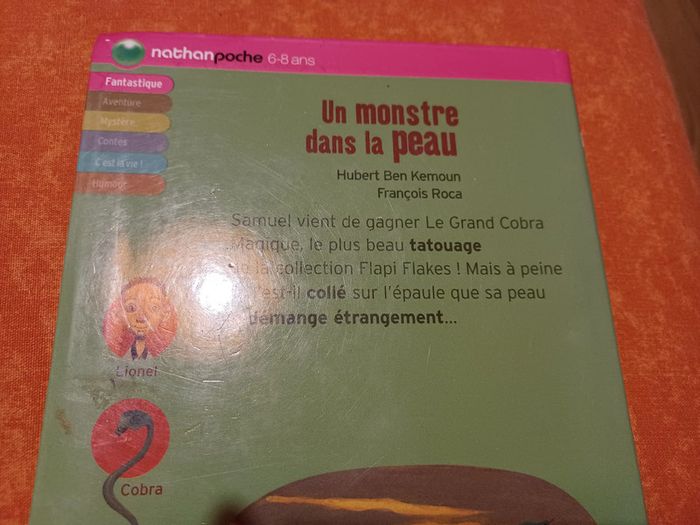 nathanpoche 6-8 ans
Fantastique
Aventure
Mystère
Contes
C'est la vie !
Humour
Un monstre
dans la peau
Hubert Ben Kemoun
François Roca
Samuel vient de gagner Le Grand Cobra
Magique, le plus beau tatouage
de la collection Flapi Flakes ! Mais à peine
s'est-il collé sur l'épaule que sa peau
démange étrangement...
Lionel
Cobra